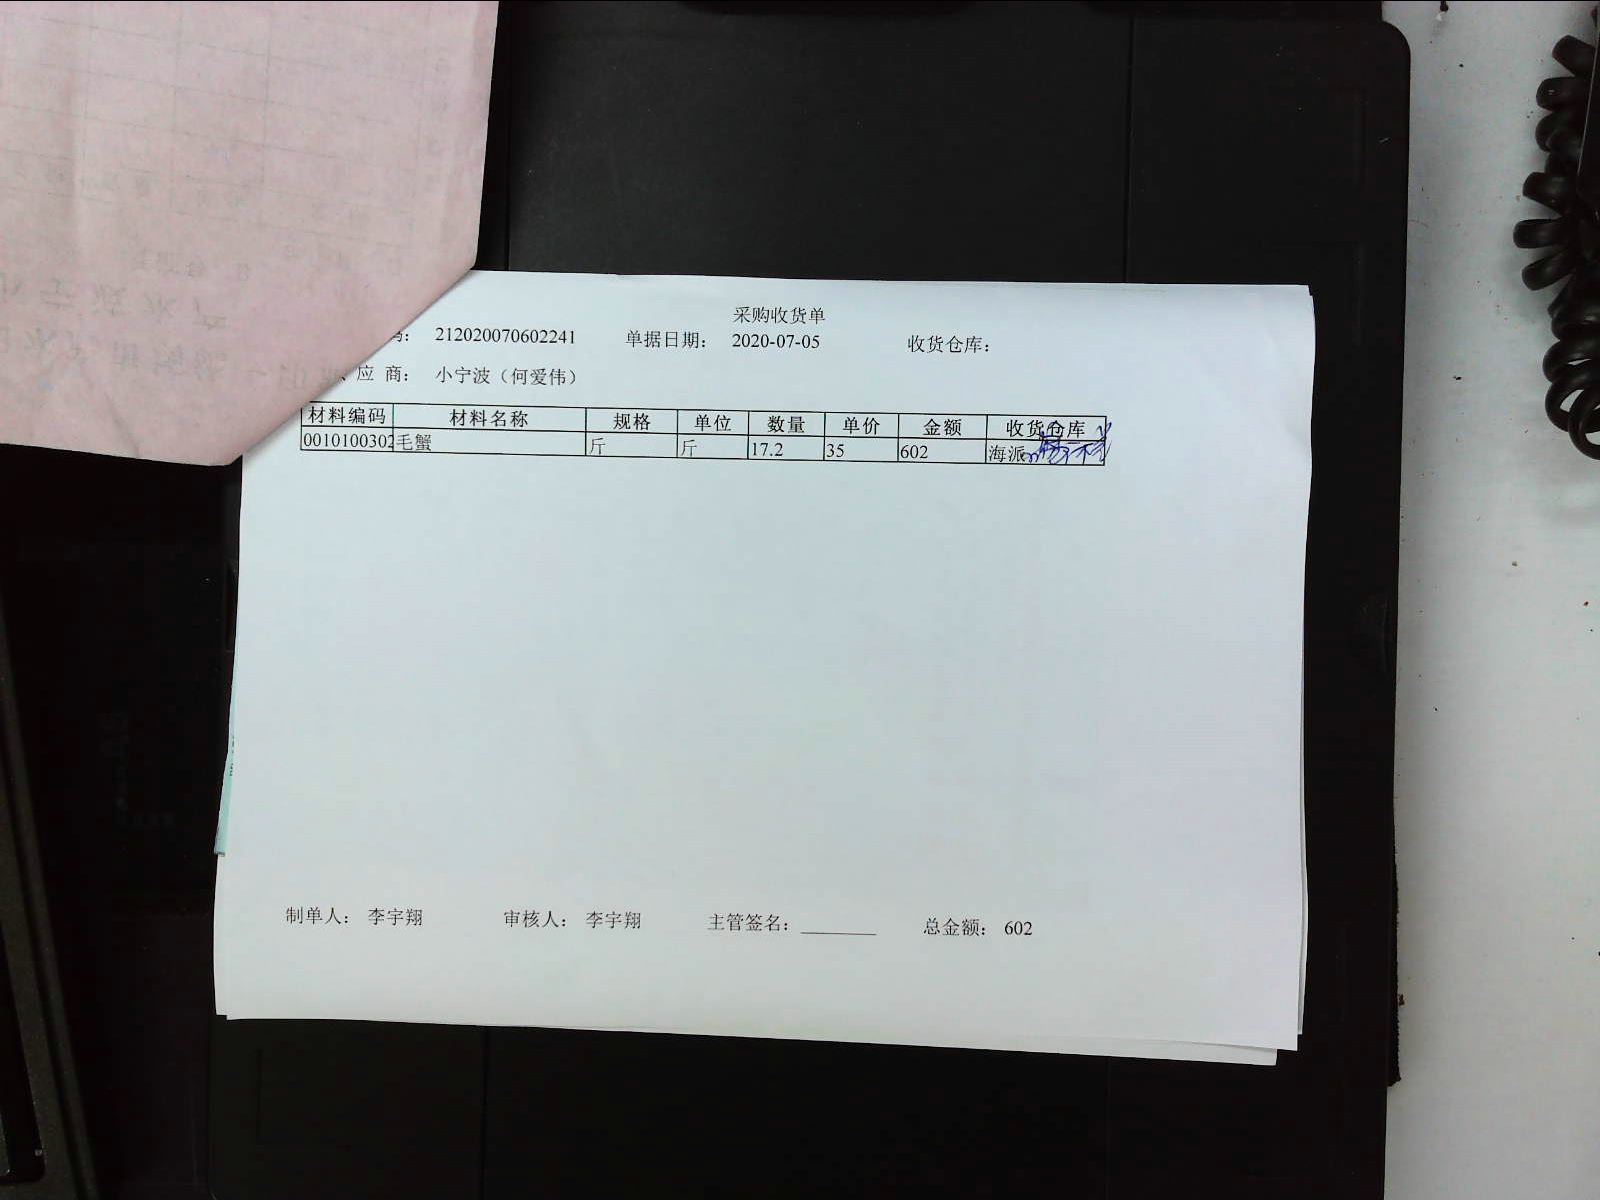 采购收货单
212020070602241 单据日期： 2020-07-05 收货仓库：
应 商： 小宁波（何爱伟）
材料编码 材料名称 规格 单位 数量 单价 金额 收货仓库
0010100302 毛蟹 斤 斤 17.2 35 602 海派
制单人： 李宇翔 审核人： 李宇翔 主管签名：________ 总金额： 602